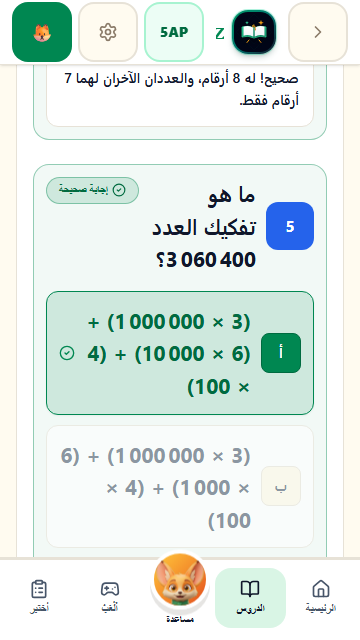 5AP
صحيح! له 8 أرقام، والعددان الآخران لهما 7
أرقام فقط.
5
ما هو
تفكيك العدد
3 060 400؟
إجابة صحيحة
أ
(3 × 1 000 000) +
(6 × 10 000) + (4
× 100)
ب
(3 × 1 000 000) + (6
× 1 000) + (4 ×
100)
الرئيسية
الدروس
مساعدة
ألعب
أختبر